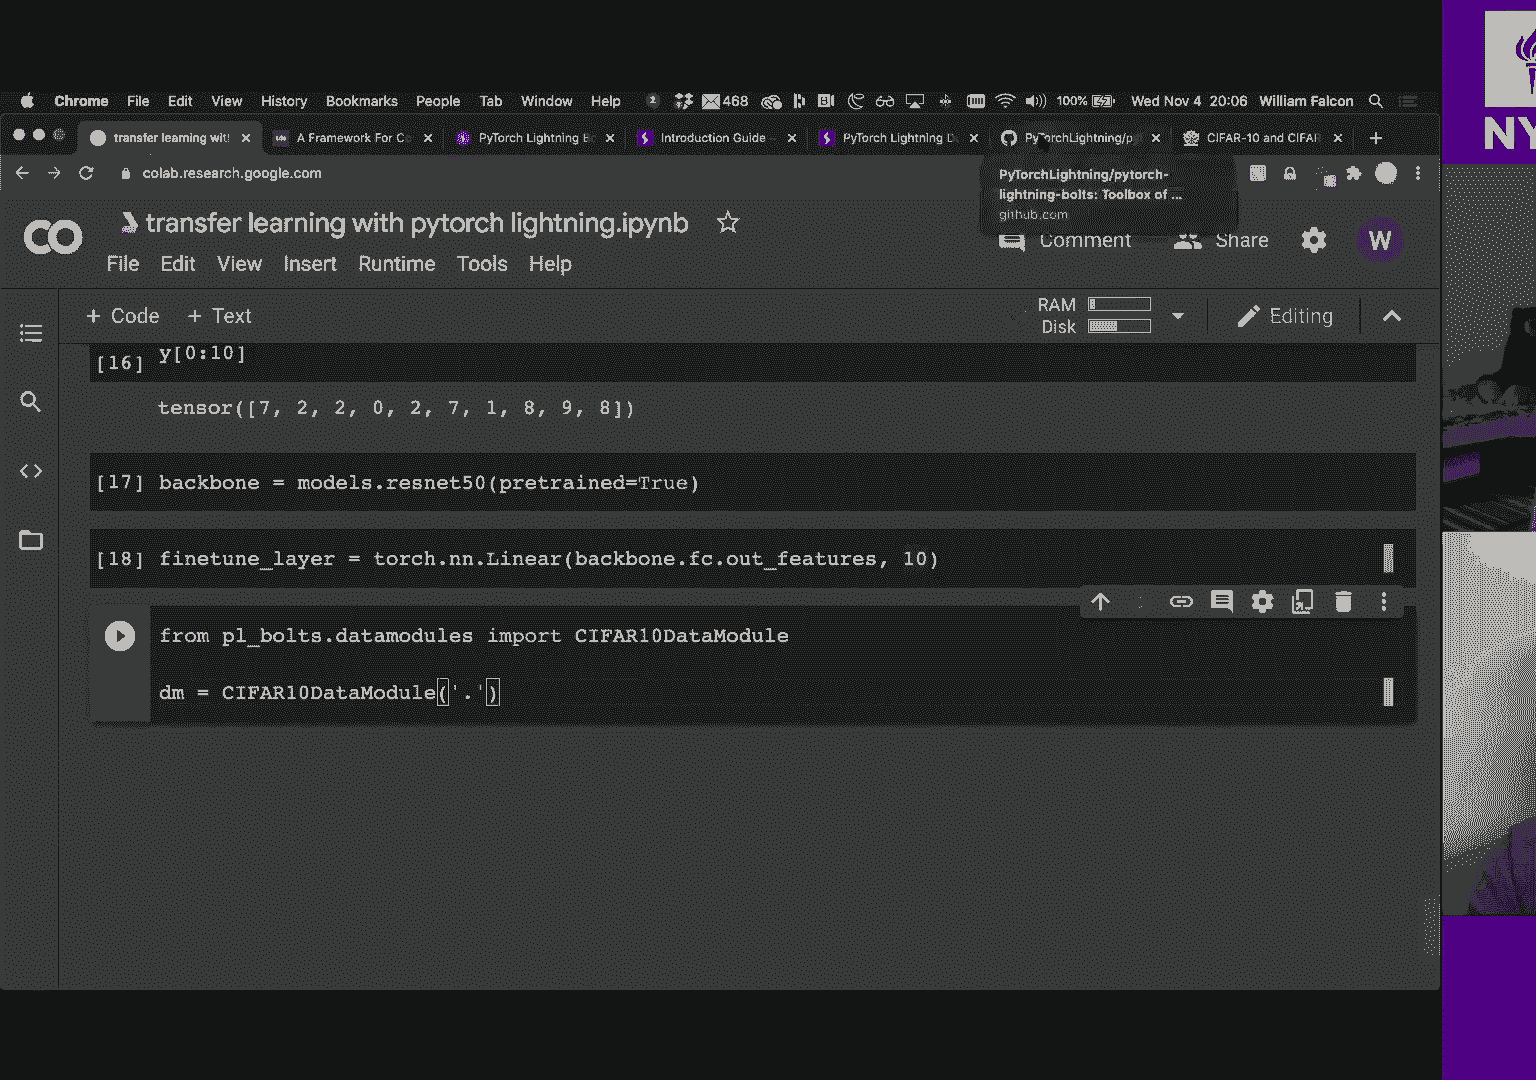 Chrome File Edit View History Bookmarks People Tab Window Help 468 100% Wed Nov 4 20:06 William Falcon
transfer learning wit A Framework For C PyTorch Lightning B Introduction Guide PyTorch Lightning D PyTorchLightning/p CIFAR-10 and CIFAR
colab.research.google.com
PyTorchLightning/pytorch-
lightning-bolts: Toolbox of ...
github.com
NY
CO transfer learning with pytorch lightning.ipynb
Comment Share W
File Edit View Insert Runtime Tools Help
+ Code + Text
RAM
Disk
Editing
[16] y[0:10]
tensor([7, 2, 2, 0, 2, 7, 1, 8, 9, 8])
[17] backbone = models.resnet50(pretrained=True)
[18] finetune_layer = torch.nn.Linear(backbone.fc.out_features, 10)
from pl_bolts.datamodules import CIFAR10DataModule
dm = CIFAR10DataModule('.')